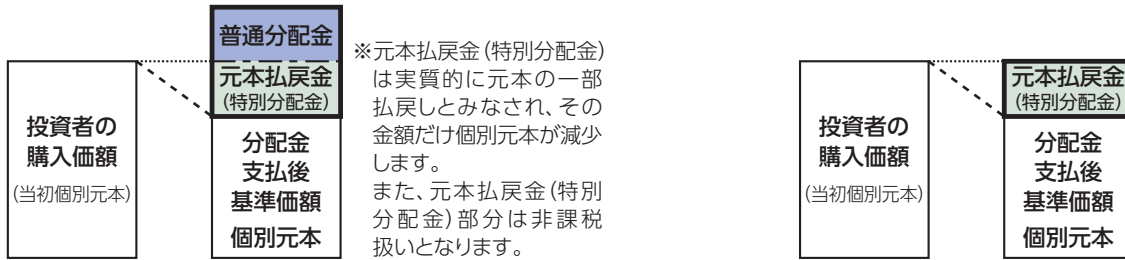 普通分配金
元本払戻金
(特別分配金)
投資者の
購入価額
(当初個別元本)
分配金
支払後
基準価額
個別元本
※元本払戻金(特別分配金)
は実質的に元本の一部
払戻しとみなされ、その
金額だけ個別元本が減少
します。
また、元本払戻金(特別
分配金)部分は非課税
扱いとなります。
投資者の
購入価額
(当初個別元本)
元本払戻金
(特別分配金)
分配金
支払後
基準価額
個別元本